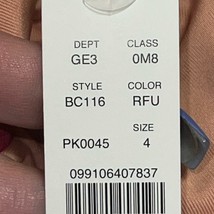 DEPT CLASS
GE3 0M8
STYLE COLOR
BC116 RFU
SIZE
PK0045 4
099106407837